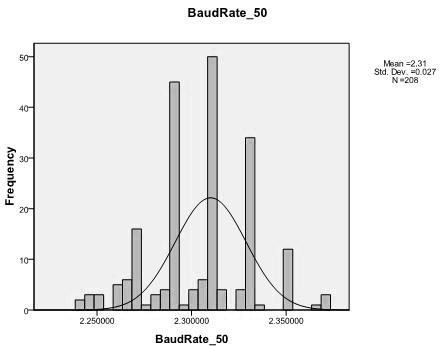 BaudRate_50
Mean =2.31
Std. Dev. =0.027
N =208
50
40
30
20
10
0
Frequency
2.250000 2.300000 2.350000
BaudRate_50